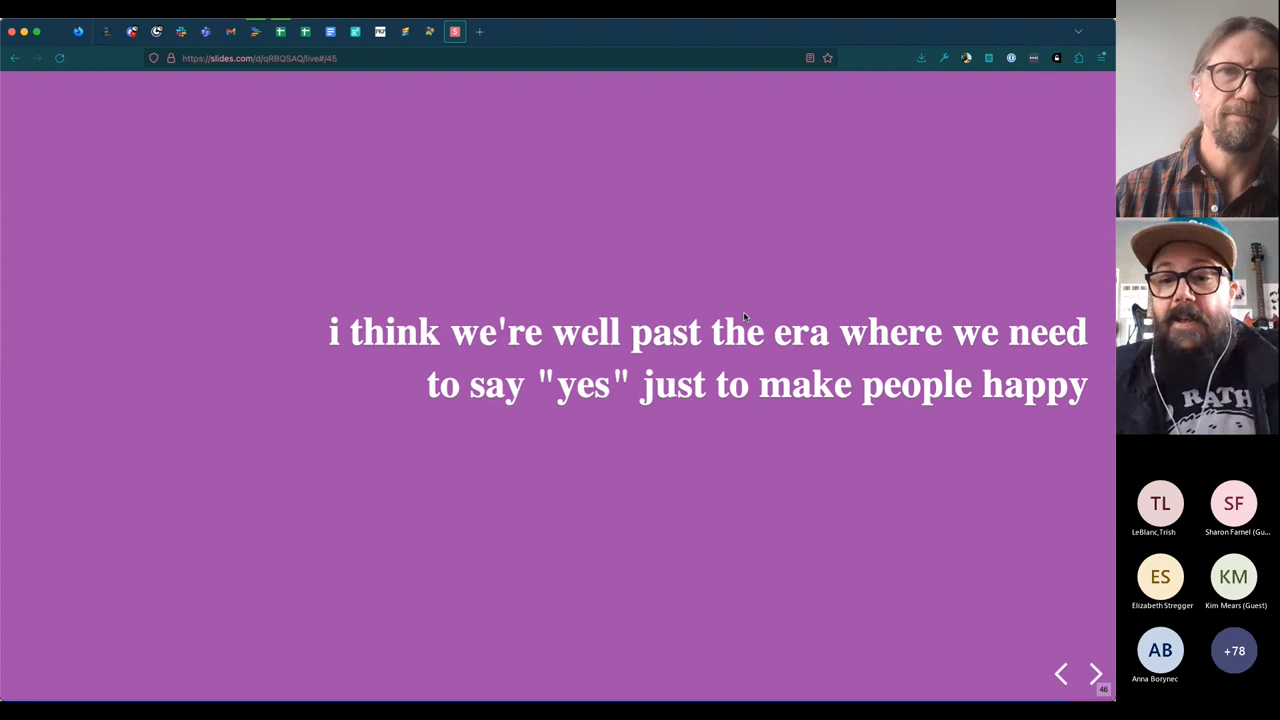 https://slides.com/d/qRBQSAQ/live#/45
i think we're well past the era where we need
to say "yes" just to make people happy
46
RATH
TL
SF
LeBlanc,Trish
Sharon Farnel (Gu...
ES
KM
Elizabeth Stregger
Kim Mears (Guest)
AB
+78
Anna Borynec